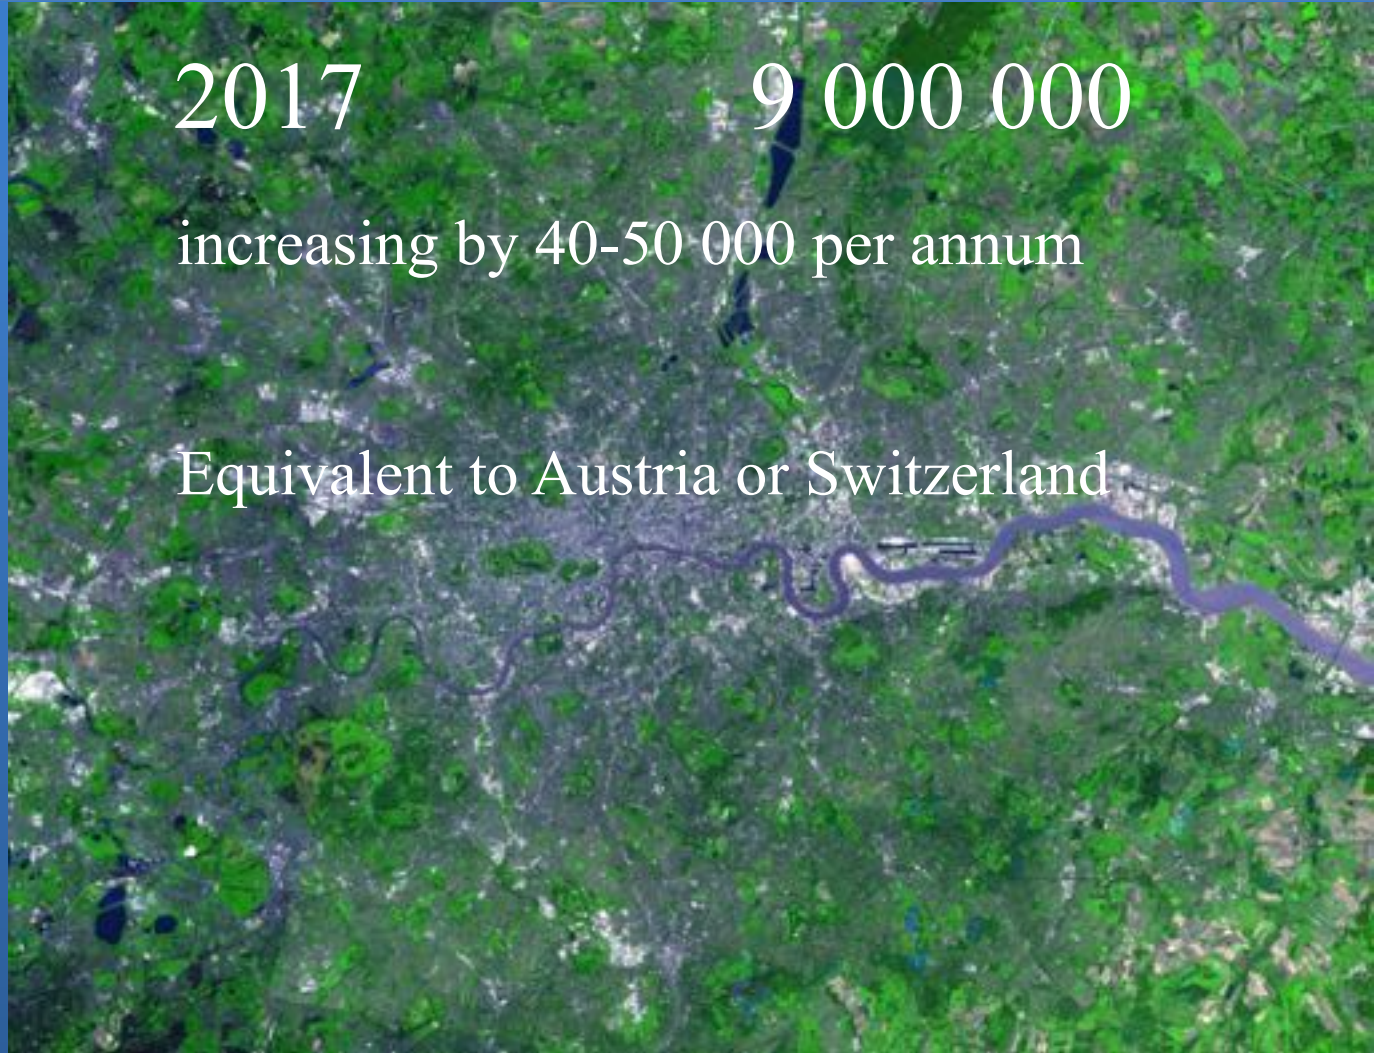 2017 9 000 000
increasing by 40-50 000 per annum
Equivalent to Austria or Switzerland